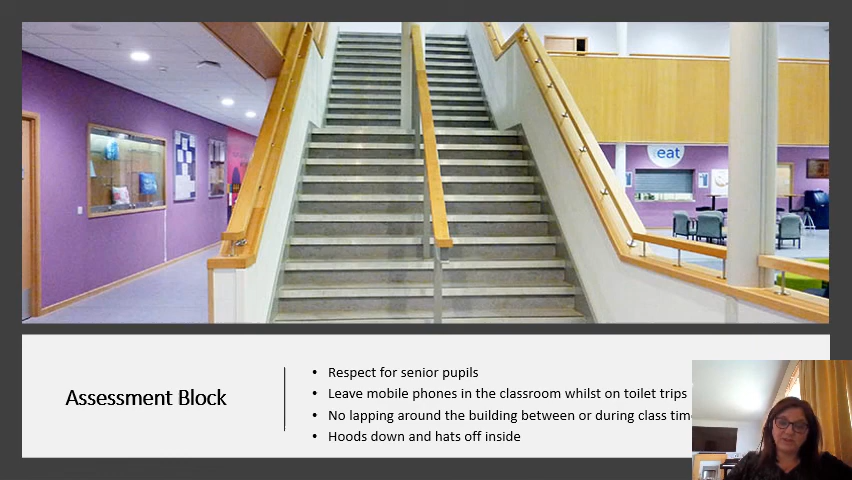 eat
Assessment Block
• Respect for senior pupils
• Leave mobile phones in the classroom whilst on toilet trips
• No lapping around the building between or during class
• Hoods down and hats off inside